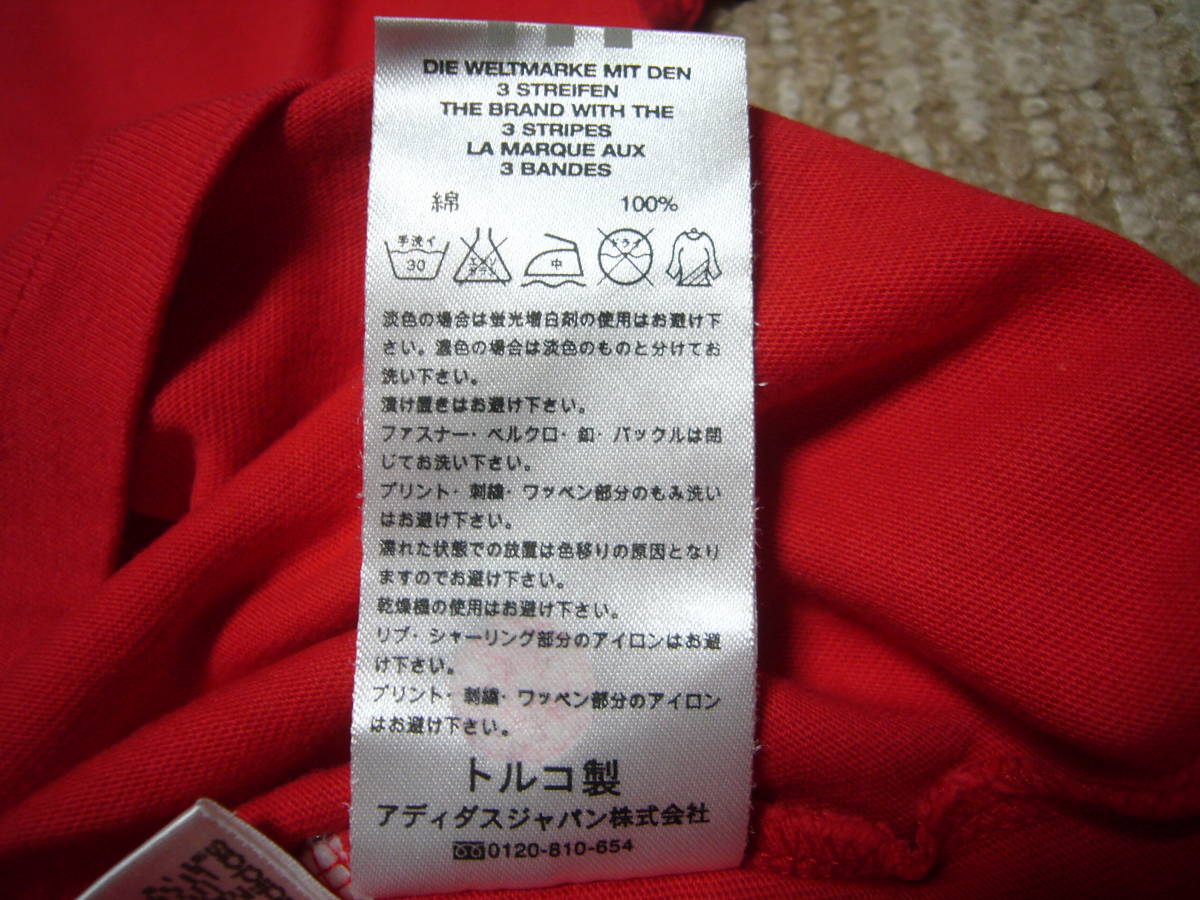 DIE WELTMARKE MIT DEN
3 STREIFEN
THE BRAND WITH THE
3 STRIPES
LA MARQUE AUX
3 BANDES
綿 100%
手洗イ
30
エンソ
サラシ
中
ドライ
淡色の場合は蛍光増白剤の使用はお避け下
さい。濃色の場合は淡色のものと分けてお
洗い下さい。
漬け置きはお避け下さい。
ファスナー・ベルクロ・釦・バックルは閉
じてお洗い下さい。
プリント・刺繍・ワッペン部分のもみ洗い
はお避け下さい。
濡れた状態での放置は色移りの原因となり
ますのでお避け下さい。
乾燥機の使用はお避け下さい。
リブ・シャーリング部分のアイロンはお避
け下さい。
プリント・刺繍・ワッペン部分のアイロン
はお避け下さい。
トルコ製
アディダスジャパン株式会社
0120-810-654